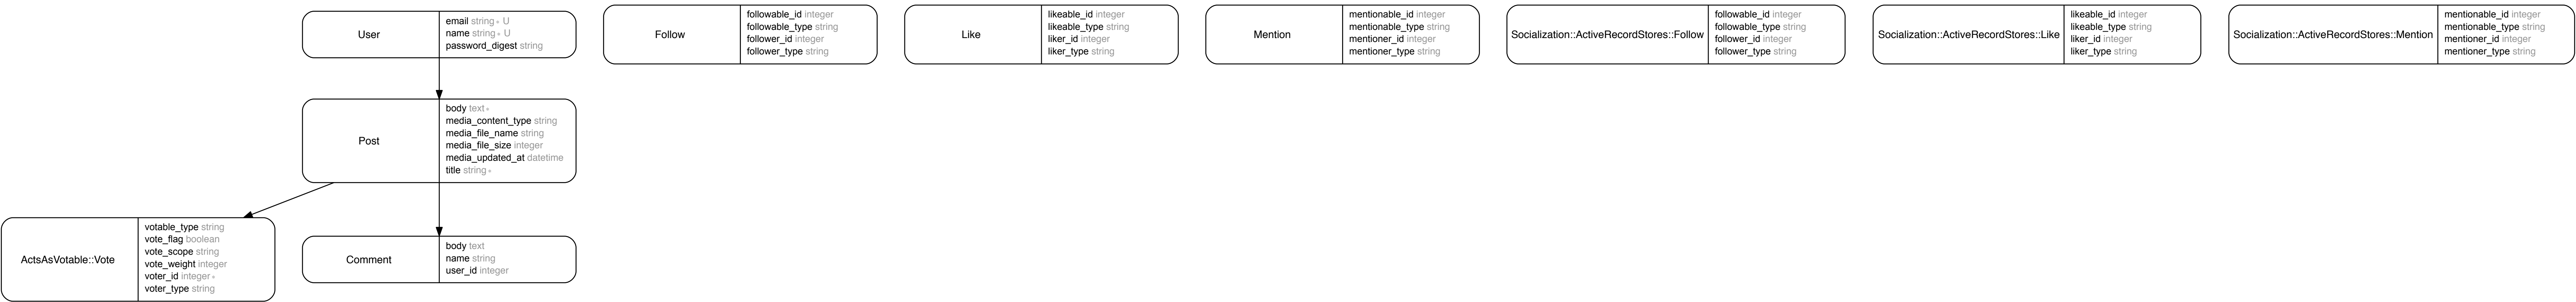 User
email string ∗ U
name string ∗ U
password_digest string
Follow
followable_id integer
followable_type string
follower_id integer
follower_type string
Like
likeable_id integer
likeable_type string
liker_id integer
liker_type string
Mention
mentionable_id integer
mentionable_type string
mentioner_id integer
mentioner_type string
Socialization::ActiveRecordStores::Follow
followable_id integer
followable_type string
follower_id integer
follower_type string
Socialization::ActiveRecordStores::Like
likeable_id integer
likeable_type string
liker_id integer
liker_type string
Socialization::ActiveRecordStores::Mention
mentionable_id integer
mentionable_type string
mentioner_id integer
mentioner_type string
Post
body text ∗
media_content_type string
media_file_name string
media_file_size integer
media_updated_at datetime
title string ∗
ActsAsVotable::Vote
votable_type string
vote_flag boolean
vote_scope string
vote_weight integer
voter_id integer ∗
voter_type string
Comment
body text
name string
user_id integer